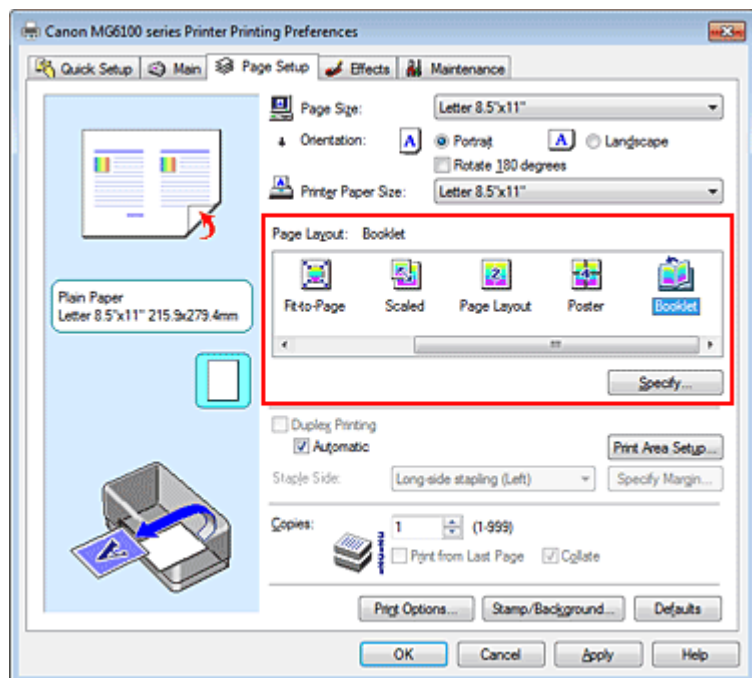 Canon MG6100 series Printer Printing Preferences
Quick Setup Main Page Setup Effects Maintenance
Page Size: Letter 8.5"x11"
Orientation: A Portrait A Landscape
Rotate 180 degrees
Printer Paper Size: Letter 8.5"x11"
Page Layout: Booklet
Fit-to-Page Scaled Page Layout Poster Booklet
Plain Paper
Letter 8.5"x11" 215.9x279.4mm
Specify...
Duplex Printing
Automatic
Print Area Setup...
Staple Side: Long-side stapling (Left) Specify Margin...
Copies: 1 (1-999)
Print from Last Page Collate
Print Options... Stamp/Background... Defaults
OK Cancel Apply Help